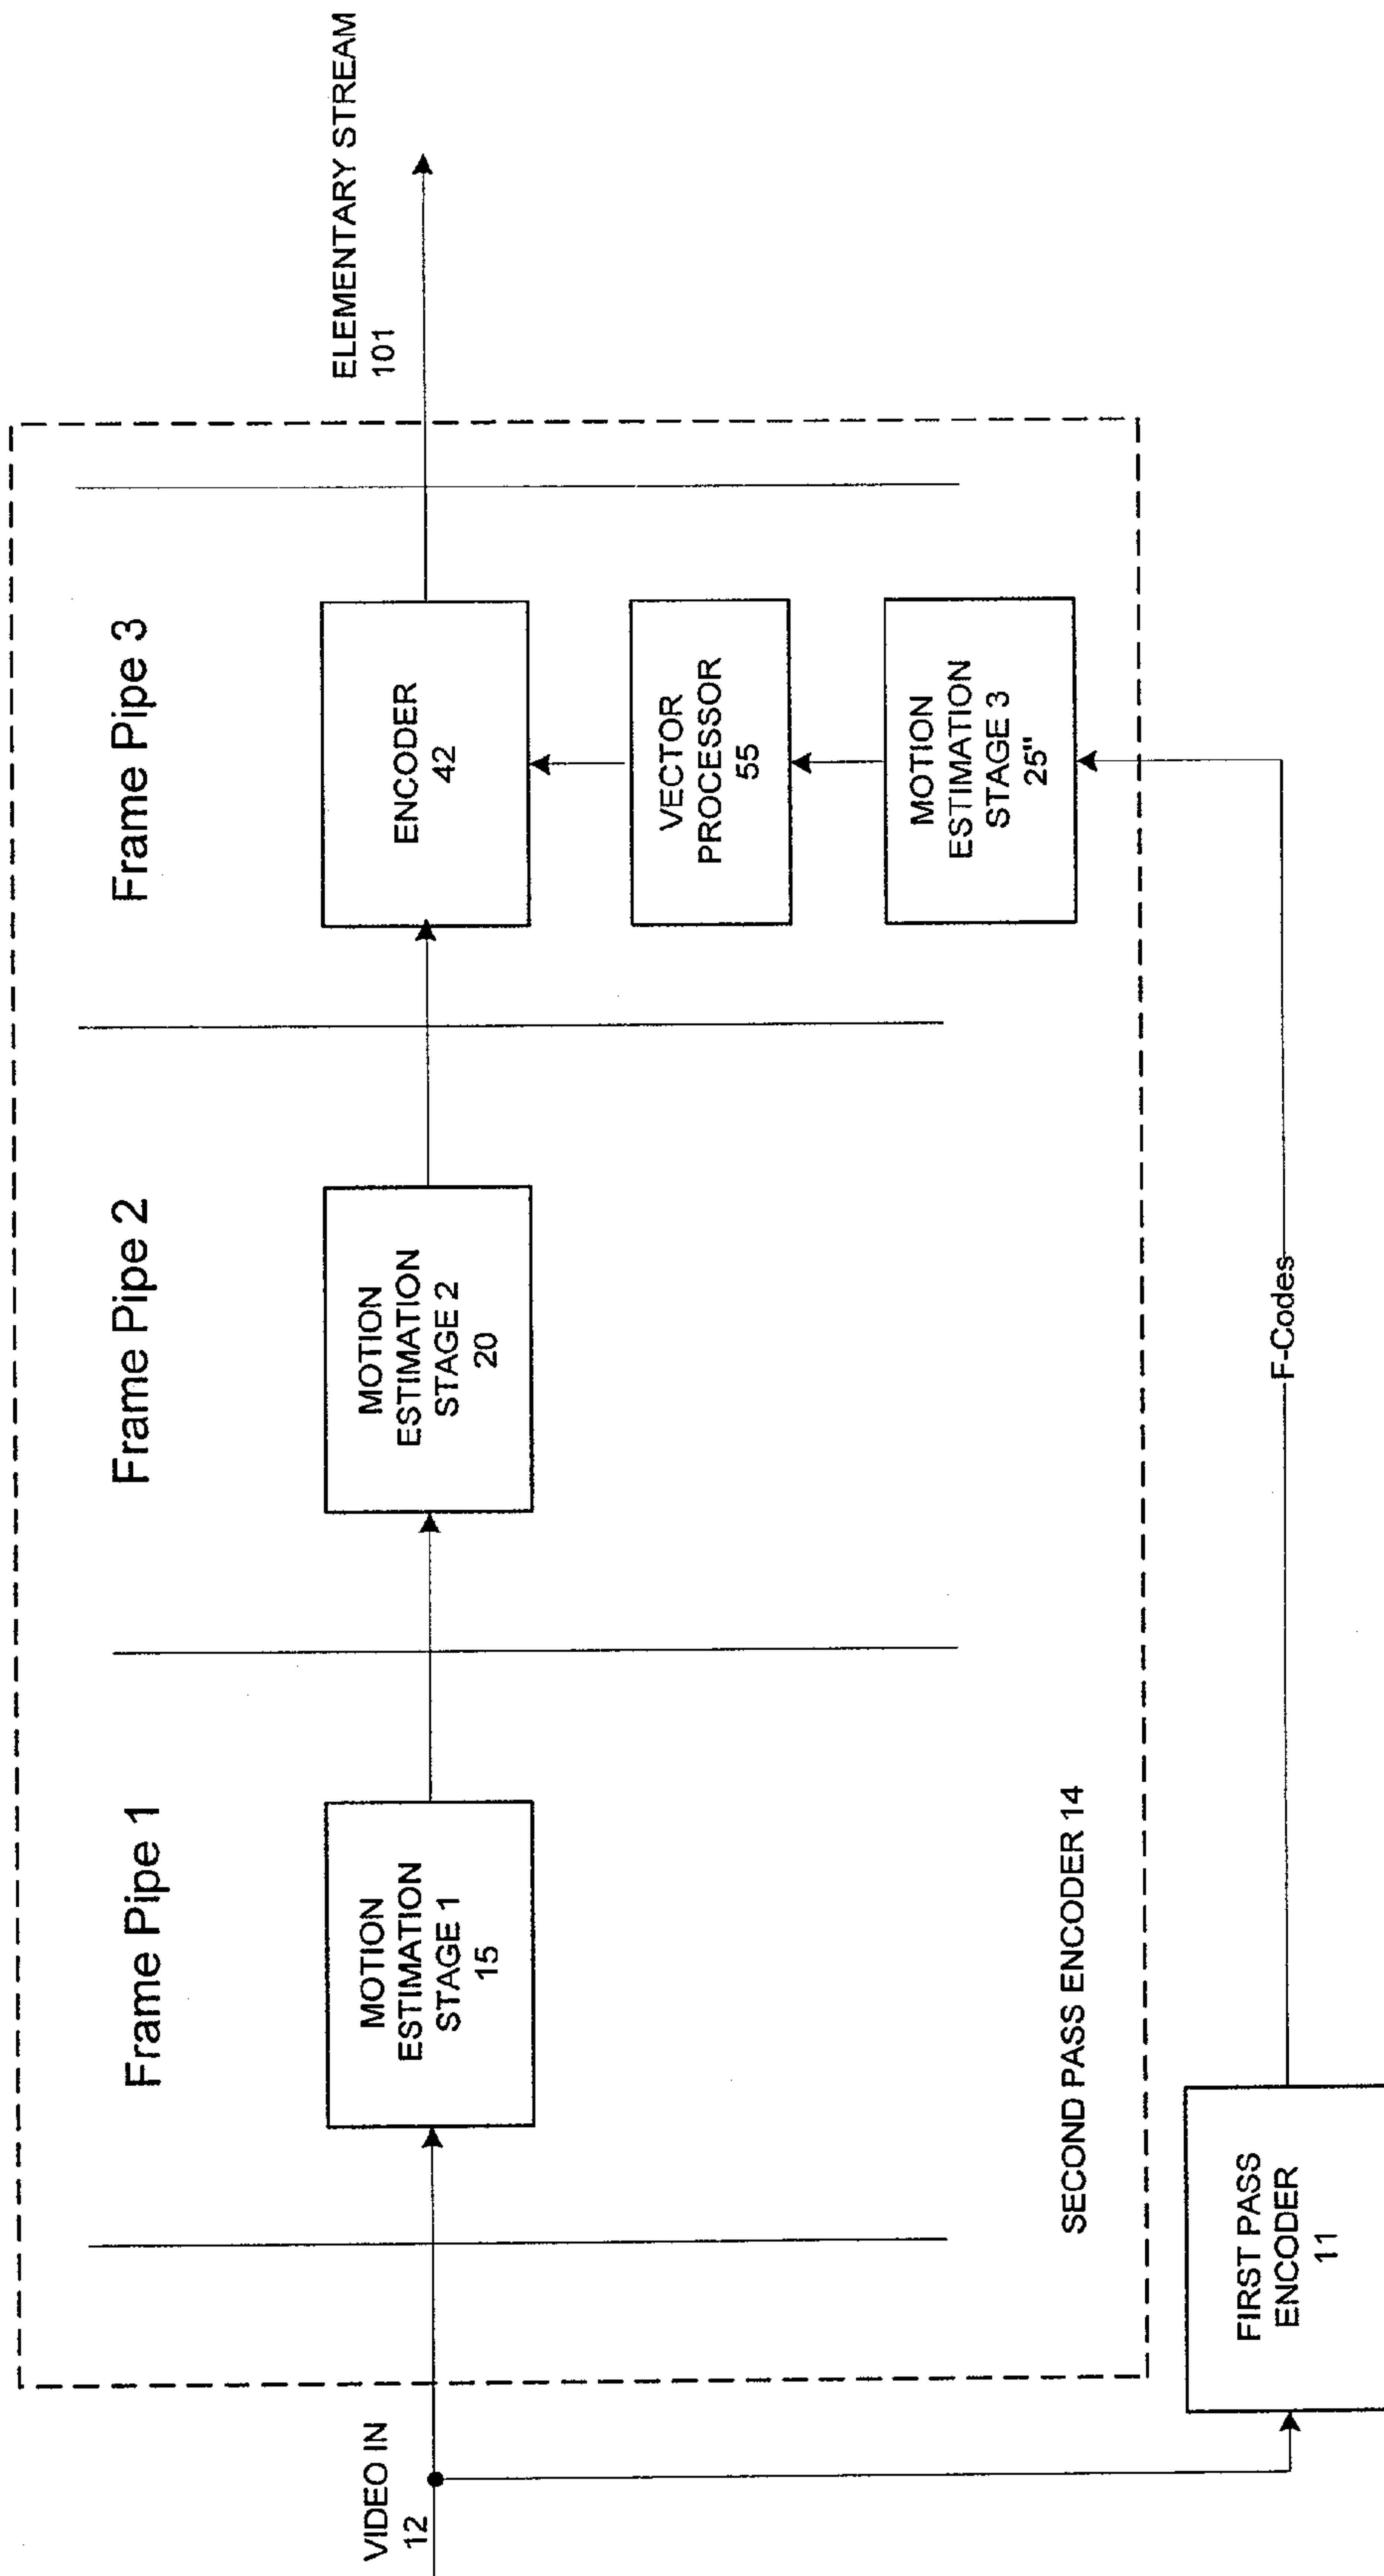 Frame Pipe 1
Frame Pipe 2
Frame Pipe 3
VIDEO IN
12
MOTION
ESTIMATION
STAGE 1
15
MOTION
ESTIMATION
STAGE 2
20
ENCODER
42
ELEMENTARY STREAM
101
VECTOR
PROCESSOR
55
MOTION
ESTIMATION
STAGE 3
25"
SECOND PASS ENCODER 14
FIRST PASS
ENCODER
11
F-Codes